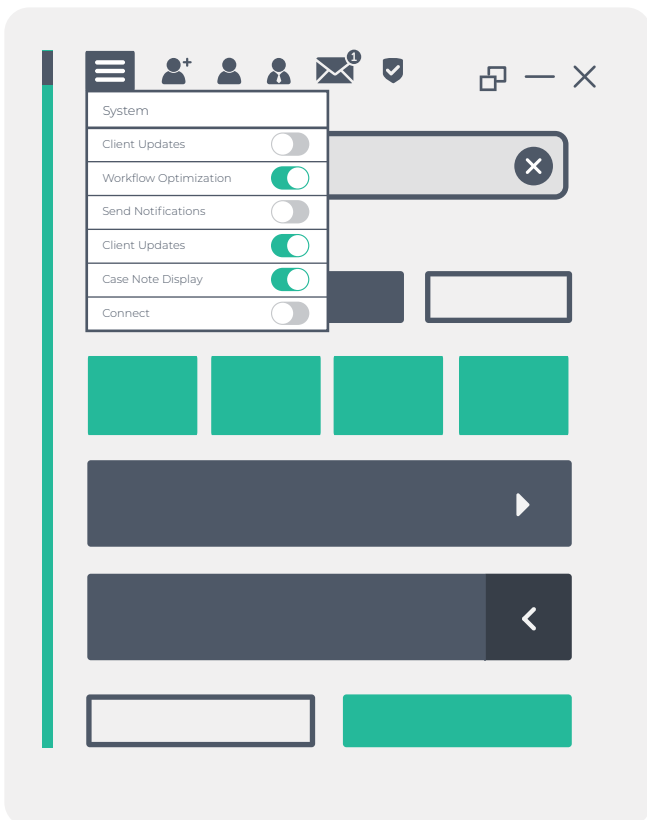 1
System
Client Updates
Workflow Optimization
Send Notifications
Client Updates
Case Note Display
Connect